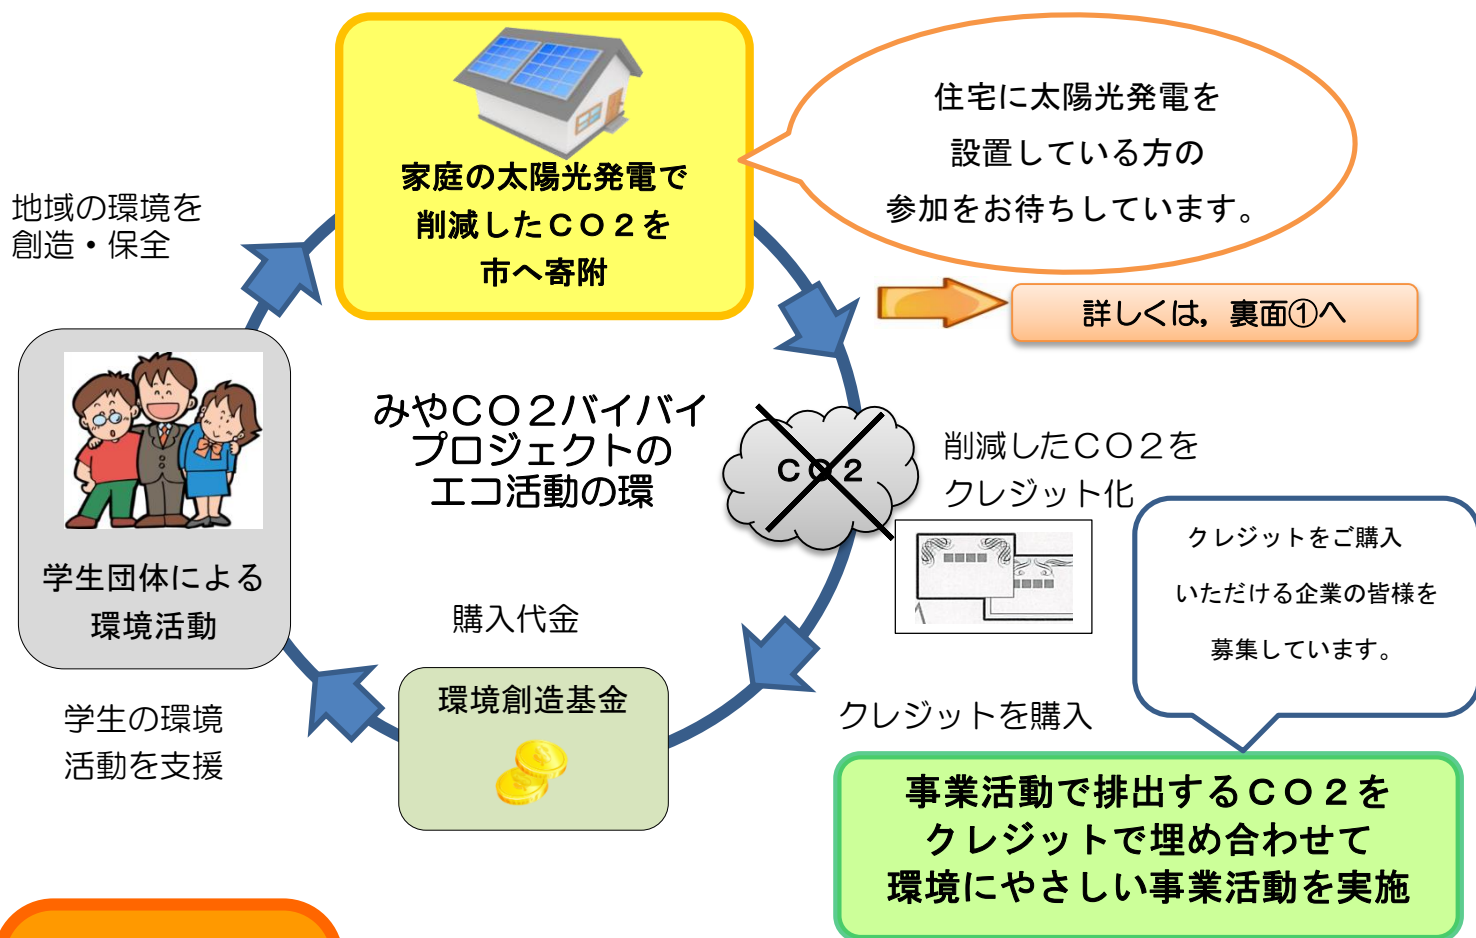 家庭の太陽光発電で
削減したＣＯ２を
市へ寄附
住宅に太陽光発電を
設置している方の
参加をお待ちしています。
詳しくは，裏面①へ
地域の環境を
創造・保全
みやＣＯ２バイバイ
プロジェクトの
エコ活動の環
ＣＯ２
削減したＣＯ２を
クレジット化
クレジットをご購入
いただける企業の皆様を
募集しています。
学生団体による
環境活動
購入代金
環境創造基金
学生の環境
活動を支援
クレジットを購入
事業活動で排出するＣＯ２を
クレジットで埋め合わせて
環境にやさしい事業活動を実施